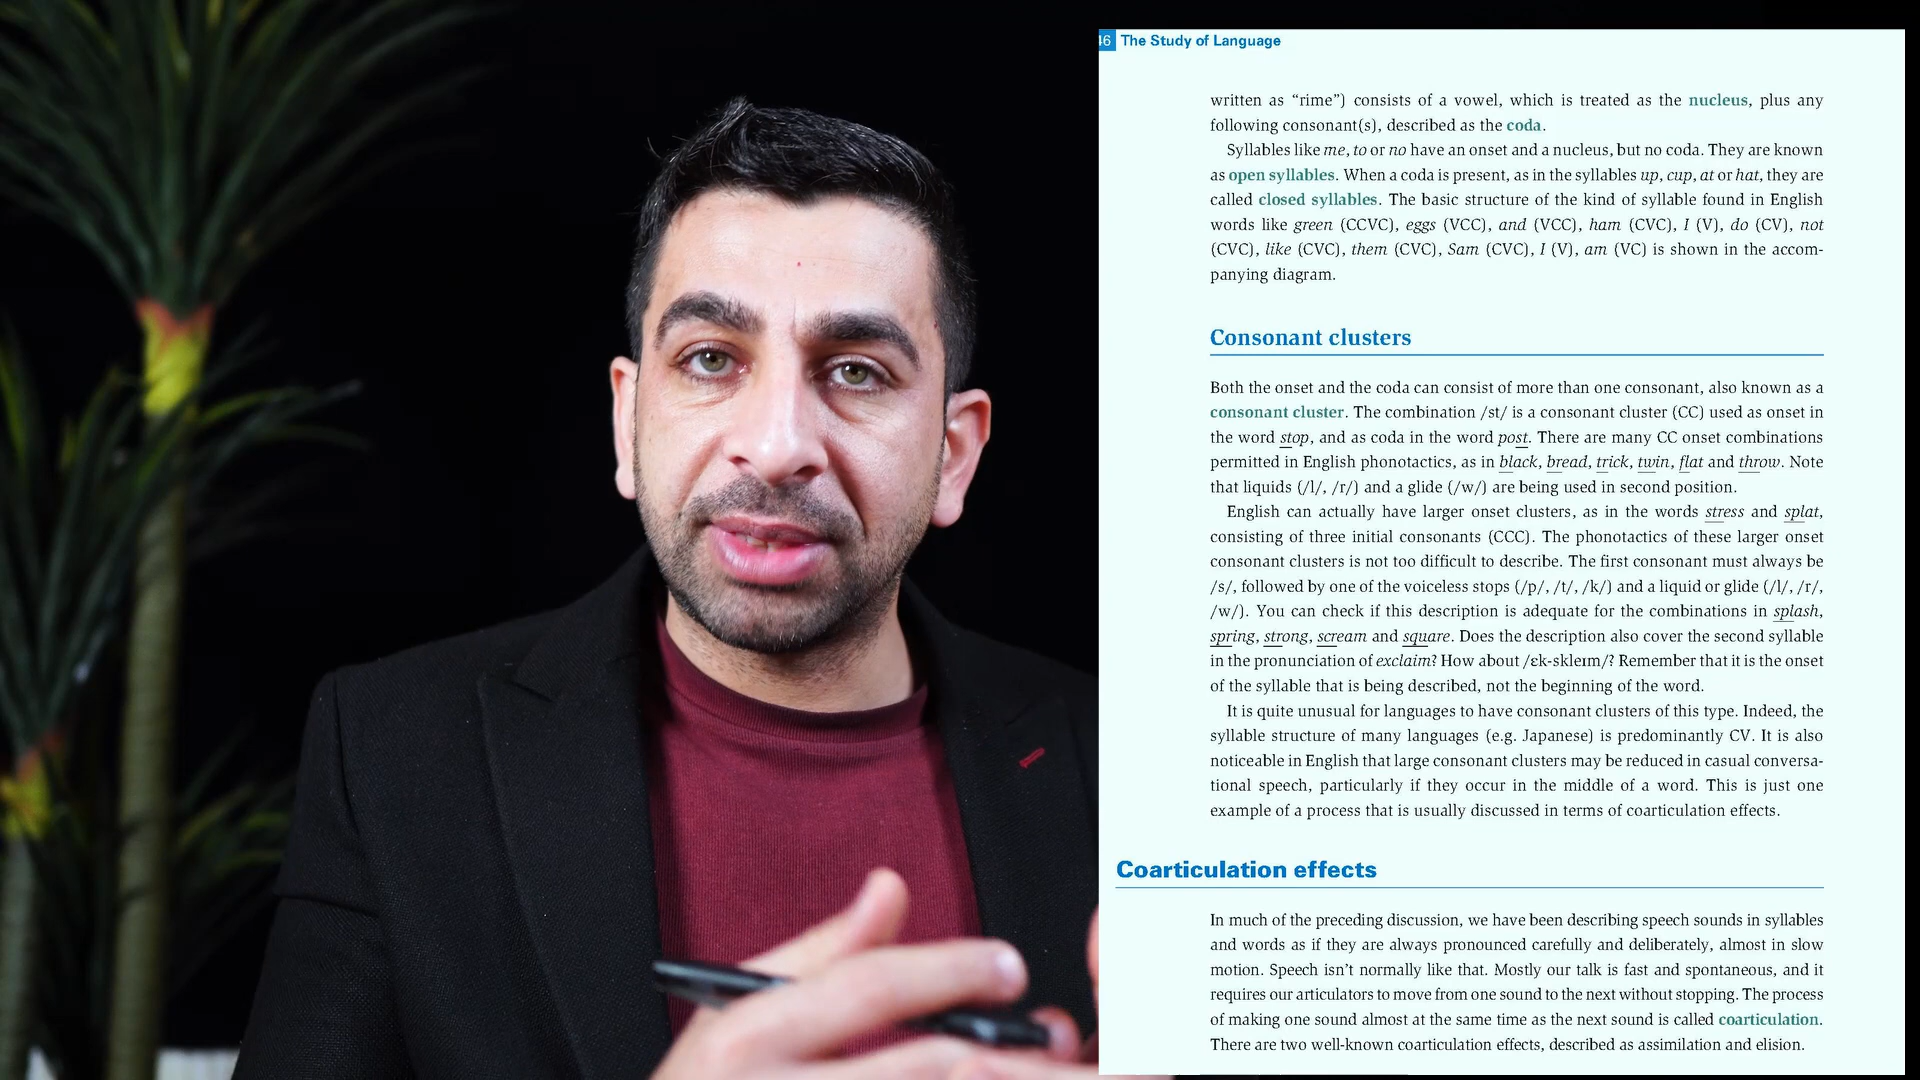 46 The Study of Language
written as “rime”) consists of a vowel, which is treated as the nucleus, plus any
following consonant(s), described as the coda.
Syllables like me, to or no have an onset and a nucleus, but no coda. They are known
as open syllables. When a coda is present, as in the syllables up, cup, at or hat, they are
called closed syllables. The basic structure of the kind of syllable found in English
words like green (CCVC), eggs (VCC), and (VCC), ham (CVC), I (V), do (CV), not
(CVC), like (CVC), them (CVC), Sam (CVC), I (V), am (VC) is shown in the accom-
panying diagram.
Consonant clusters
Both the onset and the coda can consist of more than one consonant, also known as a
consonant cluster. The combination /st/ is a consonant cluster (CC) used as onset in
the word stop, and as coda in the word post. There are many CC onset combinations
permitted in English phonotactics, as in black, bread, trick, twin, flat and throw. Note
that liquids (/l/, /r/) and a glide (/w/) are being used in second position.
English can actually have larger onset clusters, as in the words stress and splat,
consisting of three initial consonants (CCC). The phonotactics of these larger onset
consonant clusters is not too difficult to describe. The first consonant must always be
/s/, followed by one of the voiceless stops (/p/, /t/, /k/) and a liquid or glide (/l/, /r/,
/w/). You can check if this description is adequate for the combinations in splash,
spring, strong, scream and square. Does the description also cover the second syllable
in the pronunciation of exclaim? How about /ɛk-skleɪm/? Remember that it is the onset
of the syllable that is being described, not the beginning of the word.
It is quite unusual for languages to have consonant clusters of this type. Indeed, the
syllable structure of many languages (e.g. Japanese) is predominantly CV. It is also
noticeable in English that large consonant clusters may be reduced in casual conversa-
tional speech, particularly if they occur in the middle of a word. This is just one
example of a process that is usually discussed in terms of coarticulation effects.
Coarticulation effects
In much of the preceding discussion, we have been describing speech sounds in syllables
and words as if they are always pronounced carefully and deliberately, almost in slow
motion. Speech isn’t normally like that. Mostly our talk is fast and spontaneous, and it
requires our articulators to move from one sound to the next without stopping. The process
of making one sound almost at the same time as the next sound is called coarticulation.
There are two well-known coarticulation effects, described as assimilation and elision.